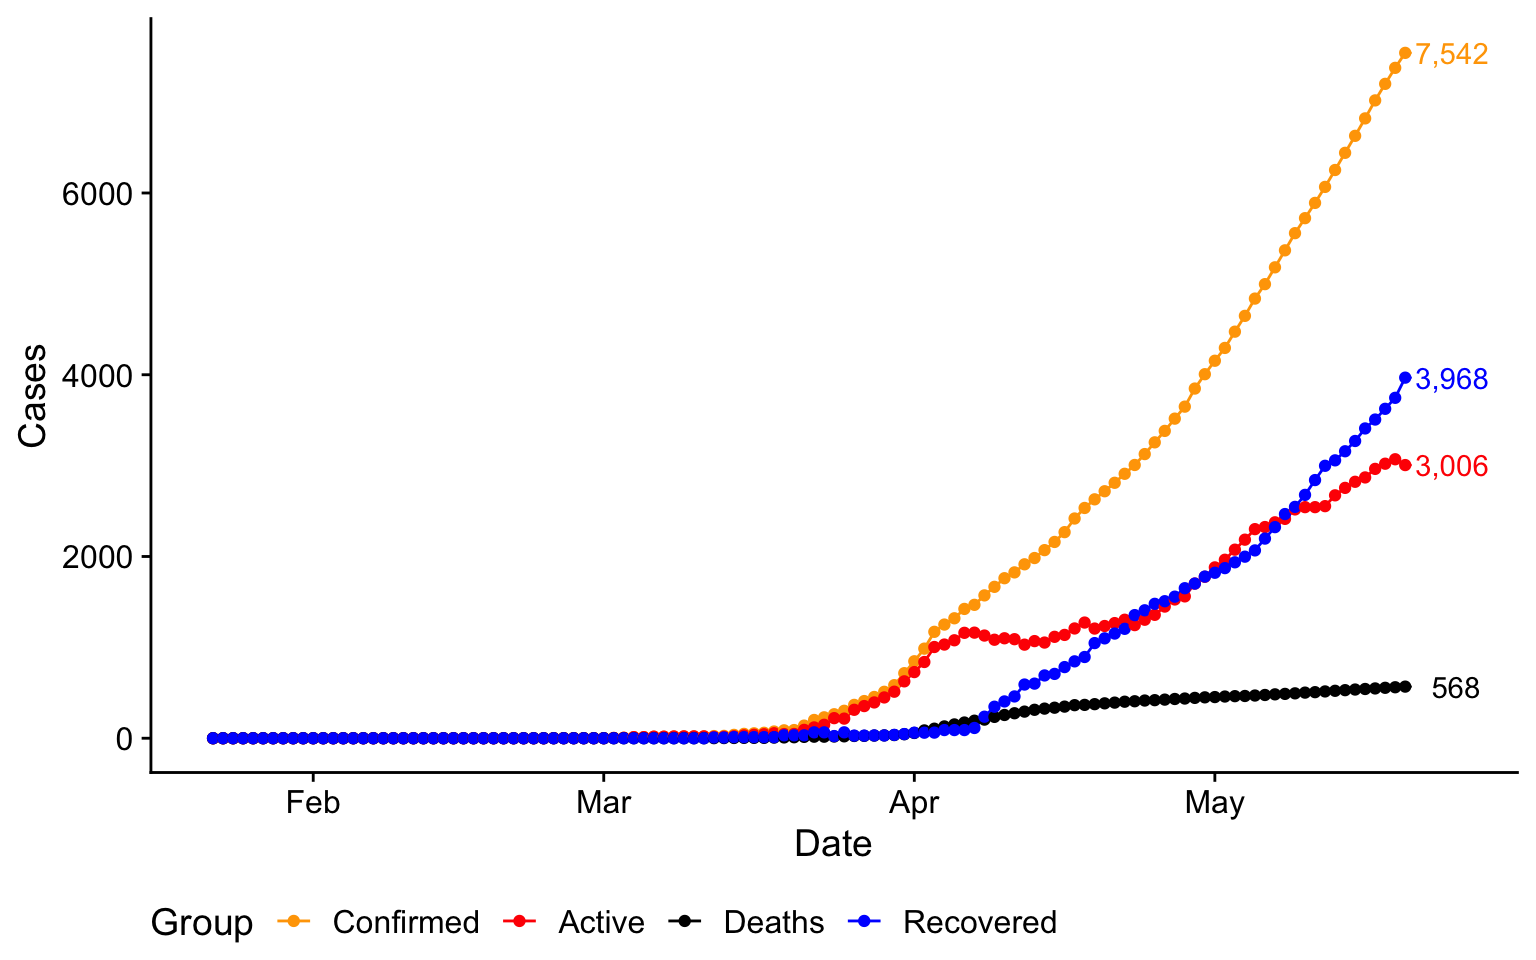 7,542
6000
4000
3,968
3,006
2000
568
0
Cases
Feb Mar Apr May
Date
Group Confirmed Active Deaths Recovered